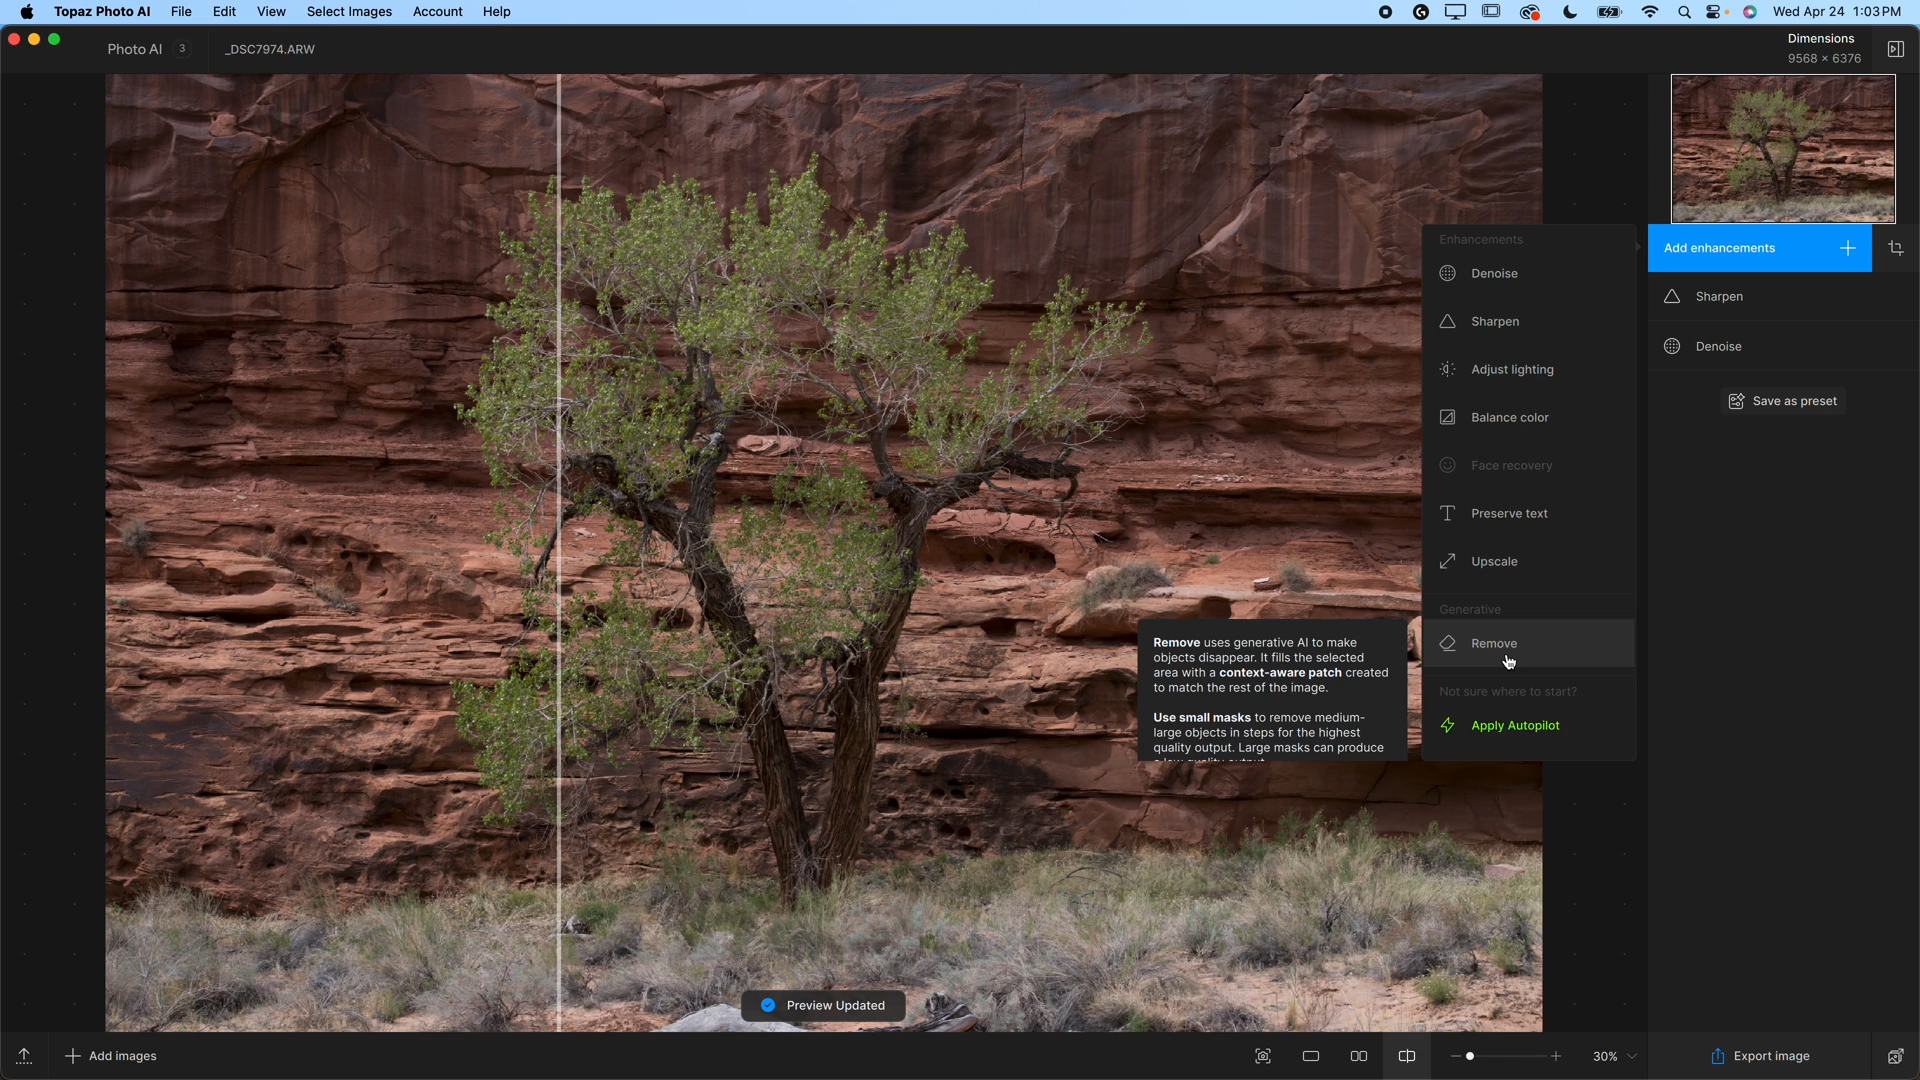 Topaz Photo AI File Edit View Select Images Account Help Wed Apr 24 1:03 PM
Photo AI 3 _DSC7974.ARW
Dimensions
9568 × 6376
Enhancements
Denoise
Sharpen
Adjust lighting
Balance color
Face recovery
Preserve text
Upscale
Generative
Remove
Not sure where to start?
Apply Autopilot
Remove uses generative AI to make
objects disappear. It fills the selected
area with a context-aware patch created
to match the rest of the image.
Use small masks to remove medium-
large objects in steps for the highest
quality output. Large masks can produce
Add enhancements
Sharpen
Denoise
Save as preset
Preview Updated
Add images 30% Export image